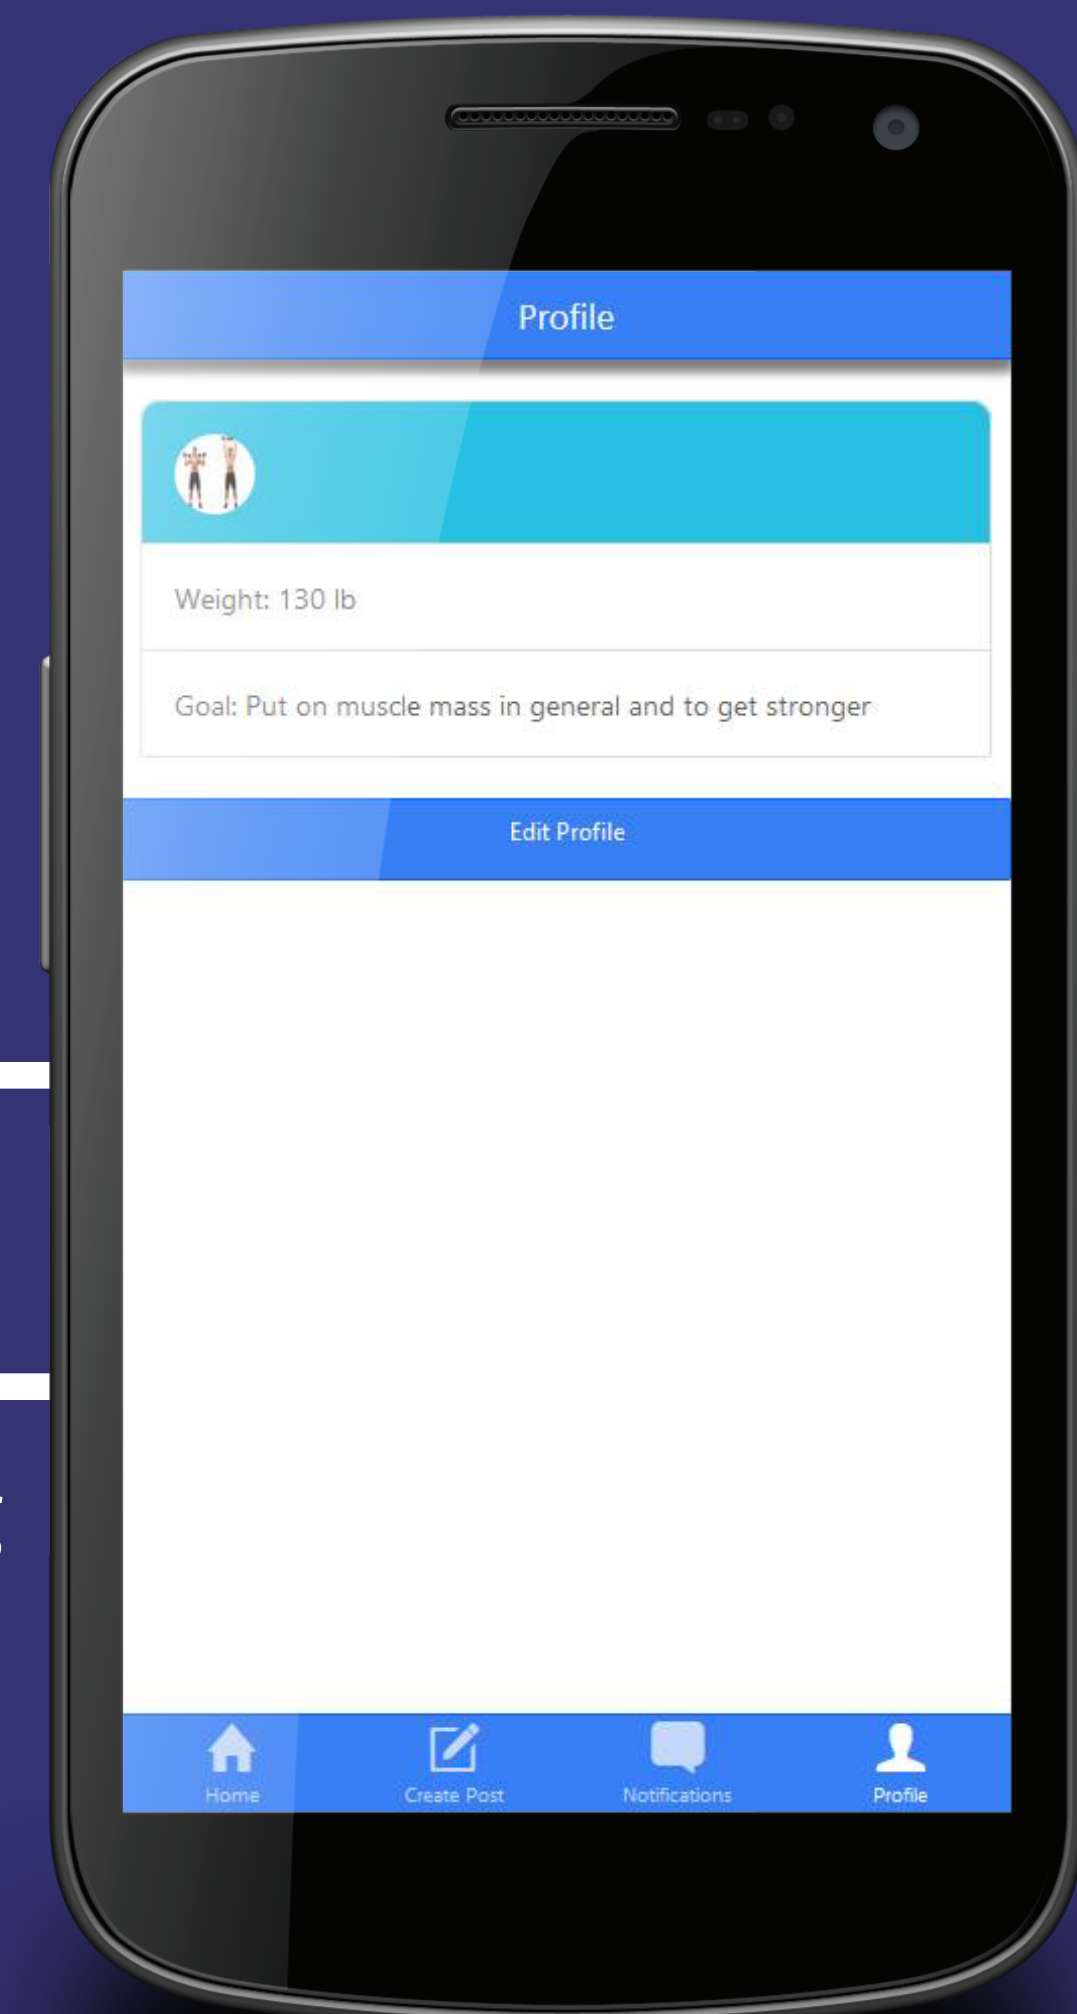 Profile
Weight: 130 lb
Goal: Put on muscle mass in general and to get stronger
Edit Profile
Home
Create Post
Notifications
Profile